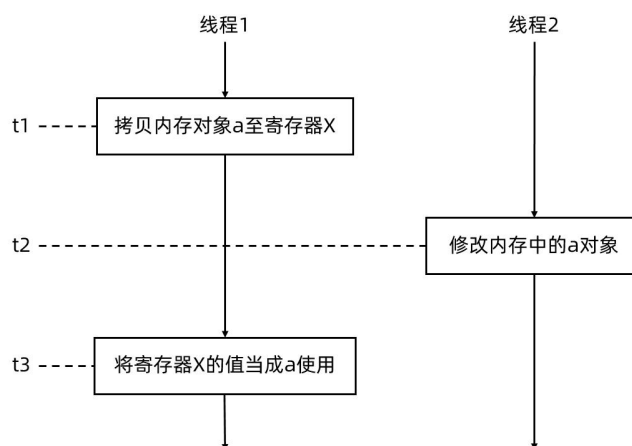 线程1
线程2
t1
拷贝内存对象a至寄存器X
t2
修改内存中的a对象
t3
将寄存器X的值当成a使用